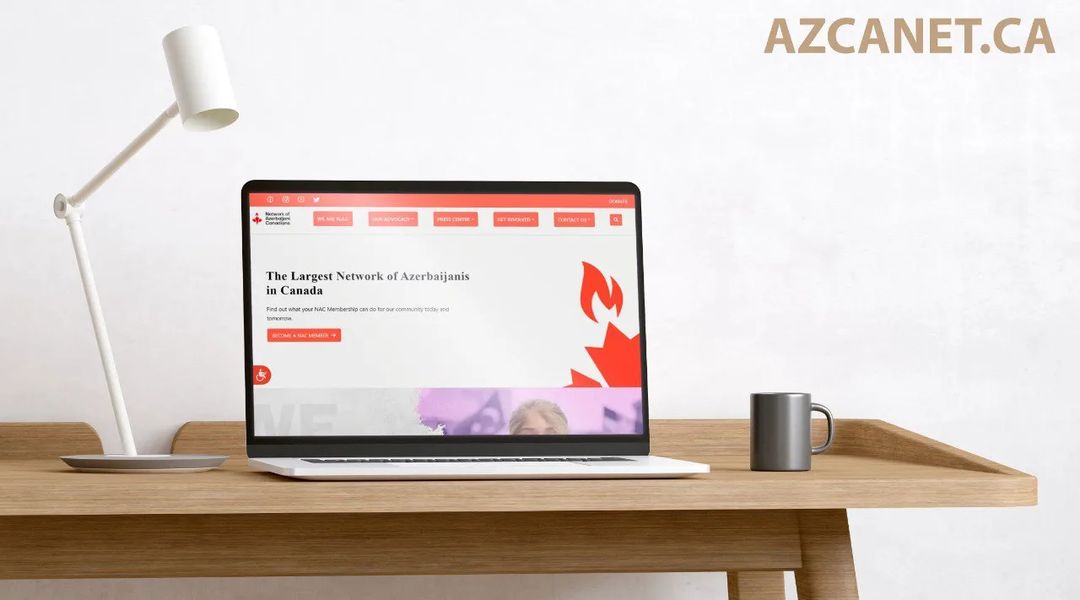 AZCANET.CA
DONATE
Network of
Azerbaijani
Canadians
WE ARE NAC
OUR ADVOCACY
PRESS CENTRE
GET INVOLVED
CONTACT US
The Largest Network of Azerbaijanis
in Canada
Find out what your NAC Membership can do for our community today and
tomorrow.
BECOME A NAC MEMBER →
WE